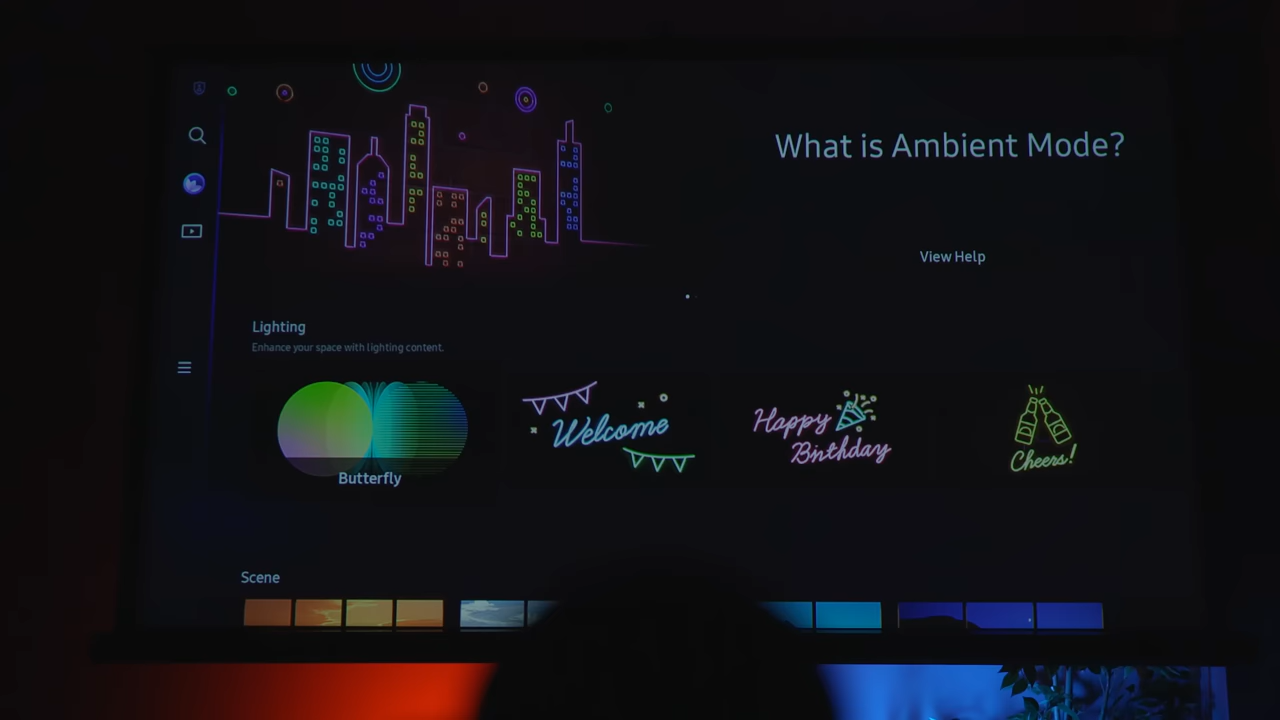 What is Ambient Mode?
View Help
Lighting
Enhance your space with lighting content.
Butterfly
Welcome
Happy
Birthday
Cheers!
Scene